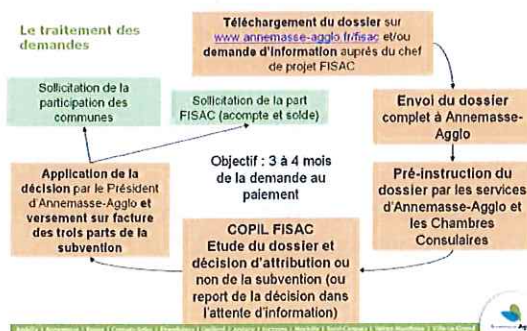 Le traitement des
demandes
Téléchargement du dossier sur
www.annemasse-agglo.fr/fisac et/ou
demande d'information auprès du chef
de projet FISAC
Sollicitation de la
participation des
communes
Sollicitation de la part
FISAC (acompte et solde)
Envoi du dossier
complet à Annemasse-
Agglo
Objectif : 3 à 4 mois
de la demande au
paiement
Application de la
décision par le Président
d'Annemasse-Agglo et
versement sur facture
des trois parts de la
subvention
Pré-instruction du
dossier par les services
d'Annemasse-Agglo et
les Chambres
Consulaires
COPIL FISAC
Etude du dossier et
décision d'attribution ou
non de la subvention (ou
report de la décision dans
l'attente d'information)